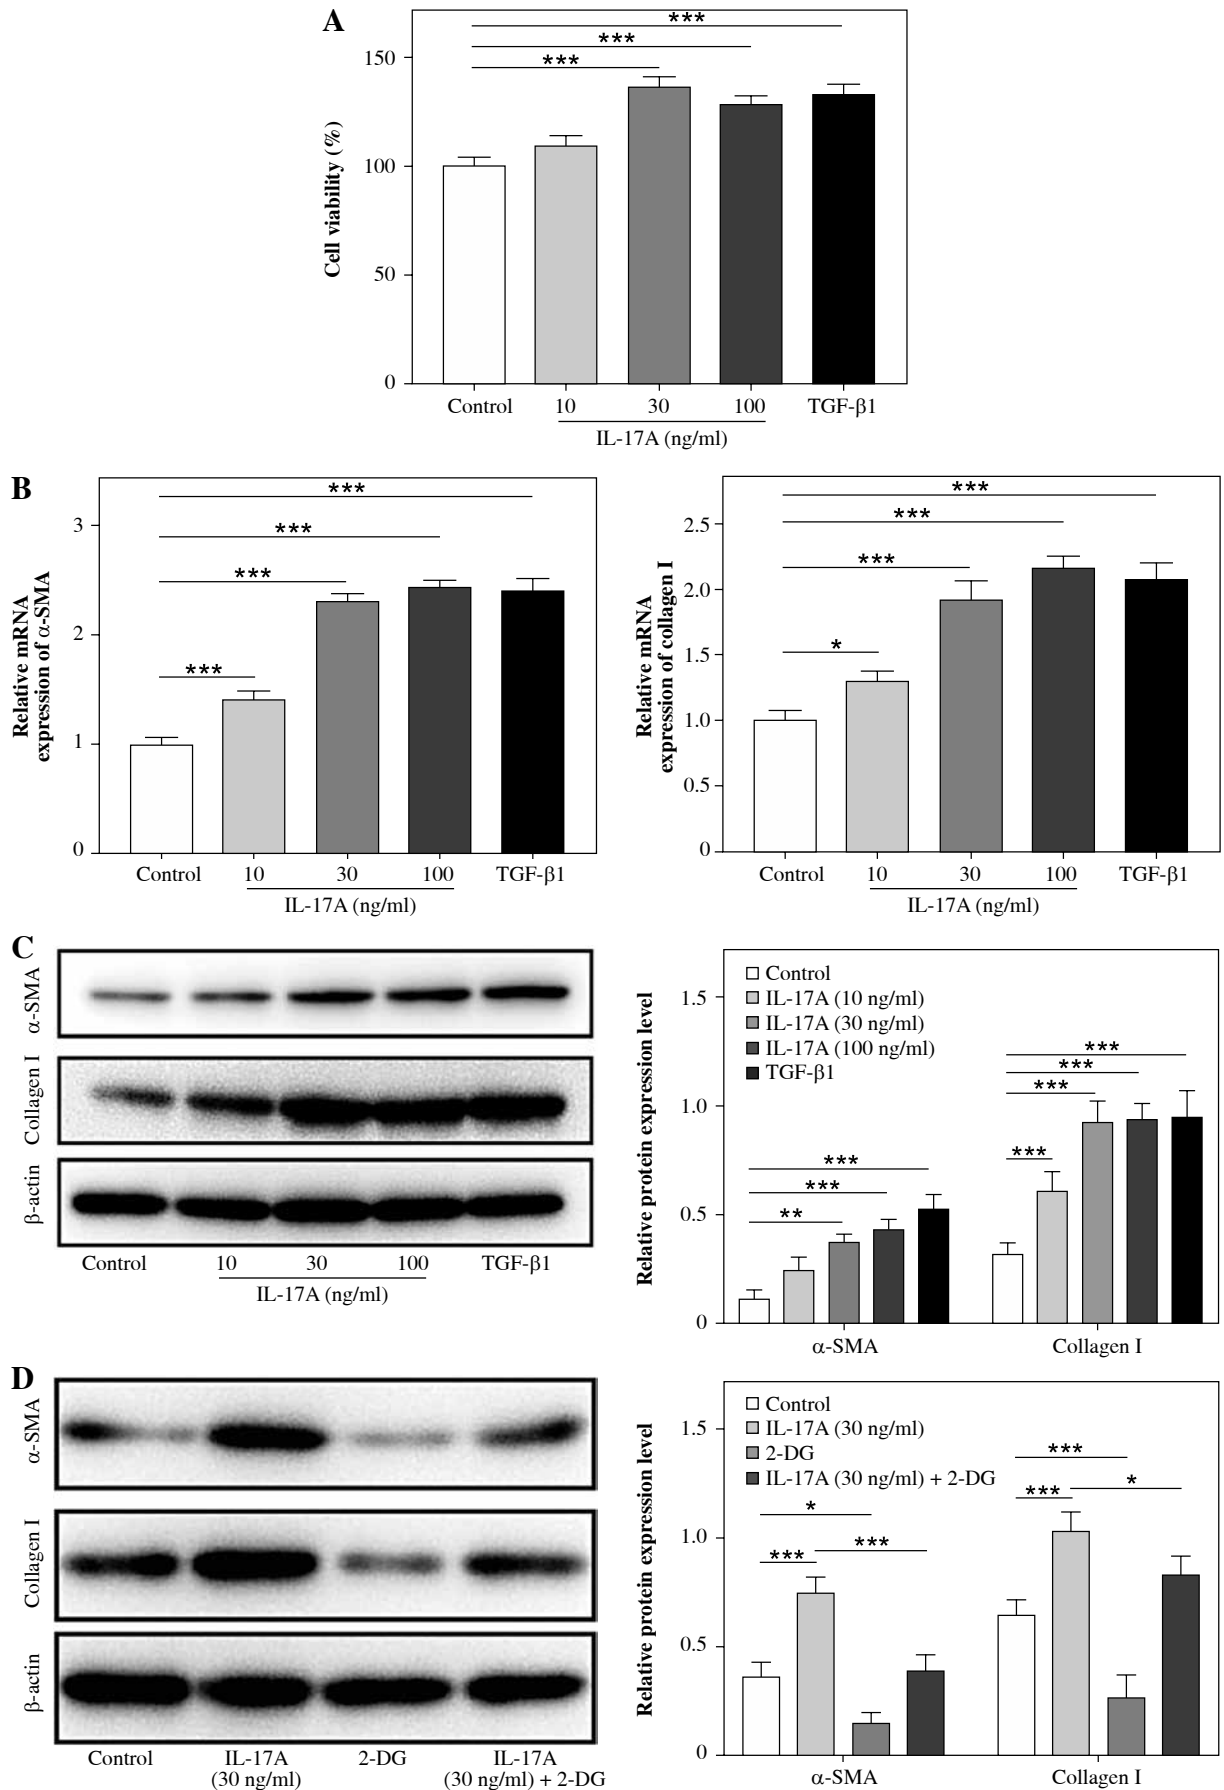 A
Cell viability (%)
150
100
50
0
***
***
***
Control 10 30 100 TGF-β1
IL-17A (ng/ml)
B
Relative mRNA
expression of α-SMA
3
2
1
0
***
***
***
***
Control 10 30 100 TGF-β1
IL-17A (ng/ml)
Relative mRNA
expression of collagen I
2.5
2.0
1.5
1.0
0.5
0
***
***
***
*
Control 10 30 100 TGF-β1
IL-17A (ng/ml)
C
α-SMA
Collagen I
β-actin
Control 10 30 100 TGF-β1
IL-17A (ng/ml)
Relative protein expression level
1.5
1.0
0.5
0
Control
IL-17A (10 ng/ml)
IL-17A (30 ng/ml)
IL-17A (100 ng/ml)
TGF-β1
***
***
**
***
***
***
***
α-SMA Collagen I
D
α-SMA
Collagen I
β-actin
Control IL-17A 2-DG IL-17A
(30 ng/ml) (30 ng/ml) + 2-DG
Relative protein expression level
1.5
1.0
0.5
0
Control
IL-17A (30 ng/ml)
2-DG
IL-17A (30 ng/ml) + 2-DG
*
*** ***
***
*** *
α-SMA Collagen I